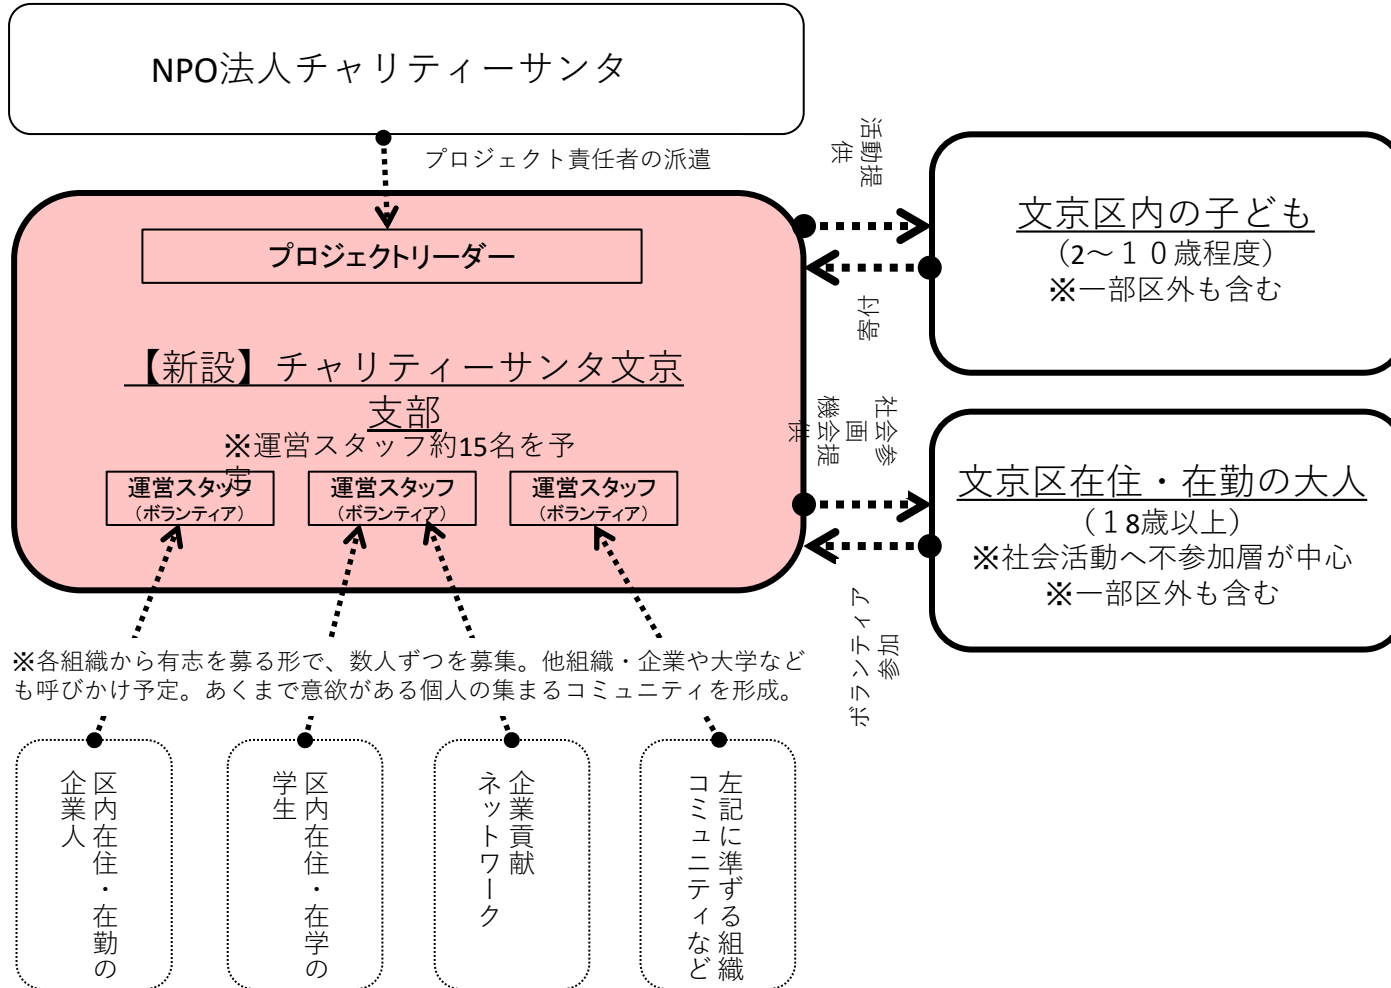 NPO法人チャリティーサンタ
プロジェクト責任者の派遣
プロジェクトリーダー
【新設】チャリティーサンタ文京
支部
※運営スタッフ約15名を予
定
運営スタッフ
(ボランティア)
運営スタッフ
(ボランティア)
運営スタッフ
(ボランティア)
活動提
供
寄付
文京区内の子ども
（2～１０歳程度）
※一部区外も含む
社会参
画
機会提
供
文京区在住・在勤の大人
（１8歳以上）
※社会活動へ不参加層が中心
※一部区外も含む
ボランティア
参加
※各組織から有志を募る形で、数人ずつを募集。他組織・企業や大学など
も呼びかけ予定。あくまで意欲がある個人の集まるコミュニティを形成。
区内在住・在勤の
企業人
区内在住・在学の
学生
企業貢献
ネットワーク
左記に準ずる組織
コミュニティなど